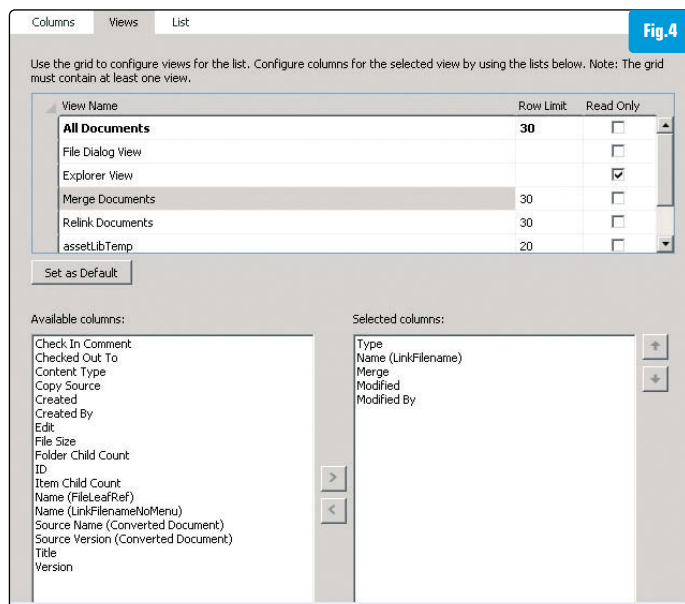 Columns Views List
Fig.4
Use the grid to configure views for the list. Configure columns for the selected view by using the lists below. Note: The grid
must contain at least one view.
View Name Row Limit Read Only
All Documents 30
File Dialog View
Explorer View
Merge Documents 30
Relink Documents 30
assetLibTemp 20
Set as Default
Available columns:
Check In Comment
Checked Out To
Content Type
Copy Source
Created
Created By
Edit
File Size
Folder Child Count
ID
Item Child Count
Name (FileLeafRef)
Name (LinkFilenameNoMenu)
Source Name (Converted Document)
Source Version (Converted Document)
Title
Version
>
<
Selected columns:
Type
Name (LinkFilename)
Merge
Modified
Modified By